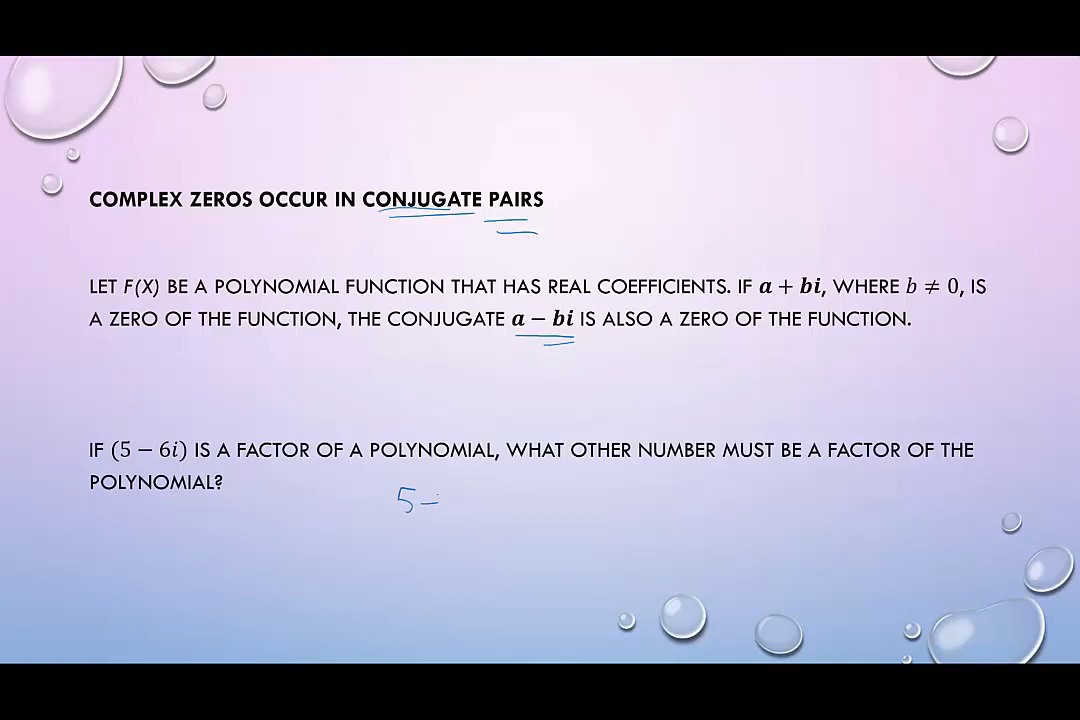 COMPLEX ZEROS OCCUR IN CONJUGATE PAIRS
LET F(X) BE A POLYNOMIAL FUNCTION THAT HAS REAL COEFFICIENTS. IF a + bi, WHERE b ≠ 0, IS
A ZERO OF THE FUNCTION, THE CONJUGATE a − bi IS ALSO A ZERO OF THE FUNCTION.
IF (5 − 6i) IS A FACTOR OF A POLYNOMIAL, WHAT OTHER NUMBER MUST BE A FACTOR OF THE
POLYNOMIAL?
5 −